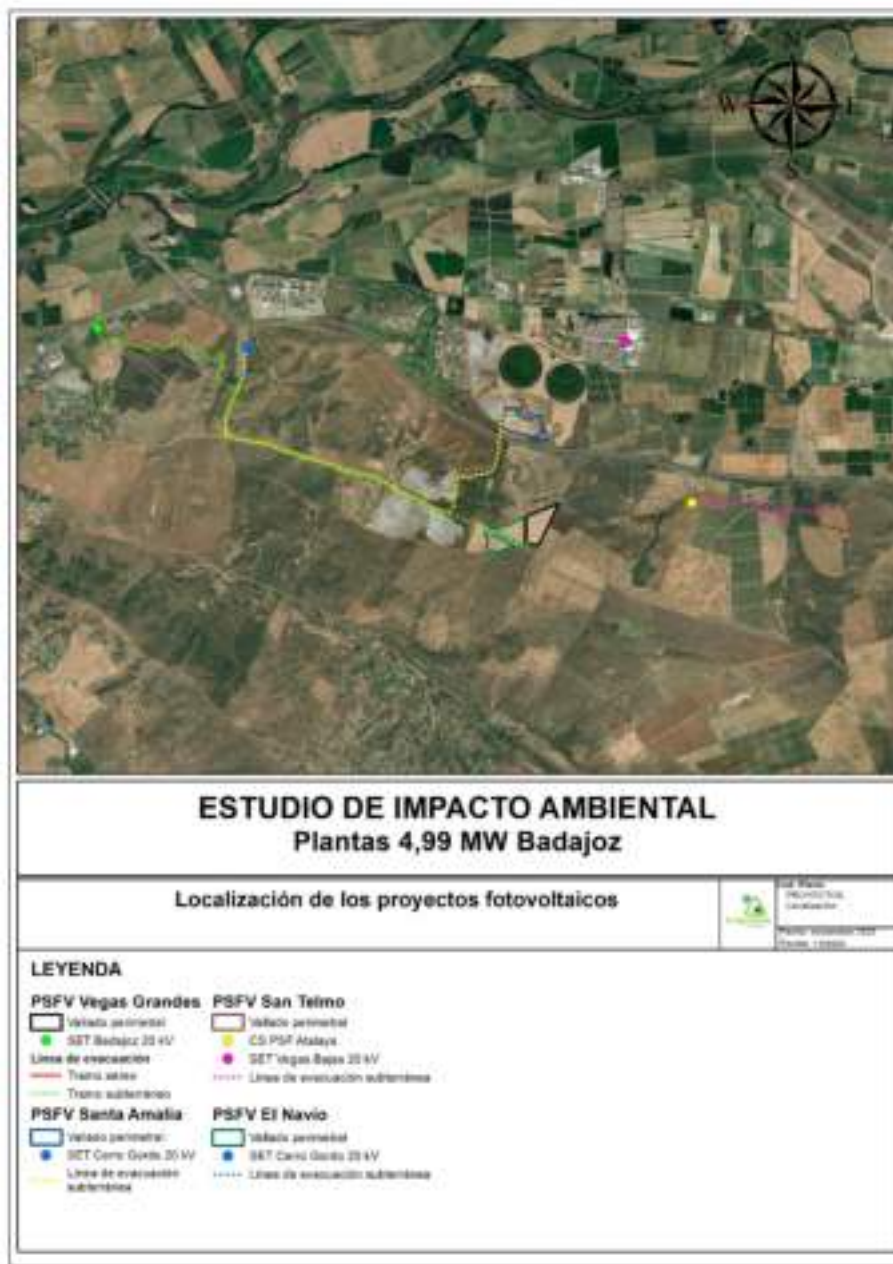 W
S
ESTUDIO DE IMPACTO AMBIENTAL
Plantas 4,99 MW Badajoz
Localización de los proyectos fotovoltaicos
LEYENDA
PSFV Vegas Grandes
Vallado perimetral
SET Badajoz 20 kV
Línea de evacuación
Tramo aéreo
Tramo subterráneo
PSFV San Telmo
Vallado perimetral
CS PSF Atalaya
SET Vegas Bajas 20 kV
Línea de evacuación subterránea
PSFV Santa Amalia
Vallado perimetral
SET Cerro Gordo 20 kV
Línea de evacuación
subterránea
PSFV El Navío
Vallado perimetral
SET Cerro Gordo 20 kV
Línea de evacuación subterránea